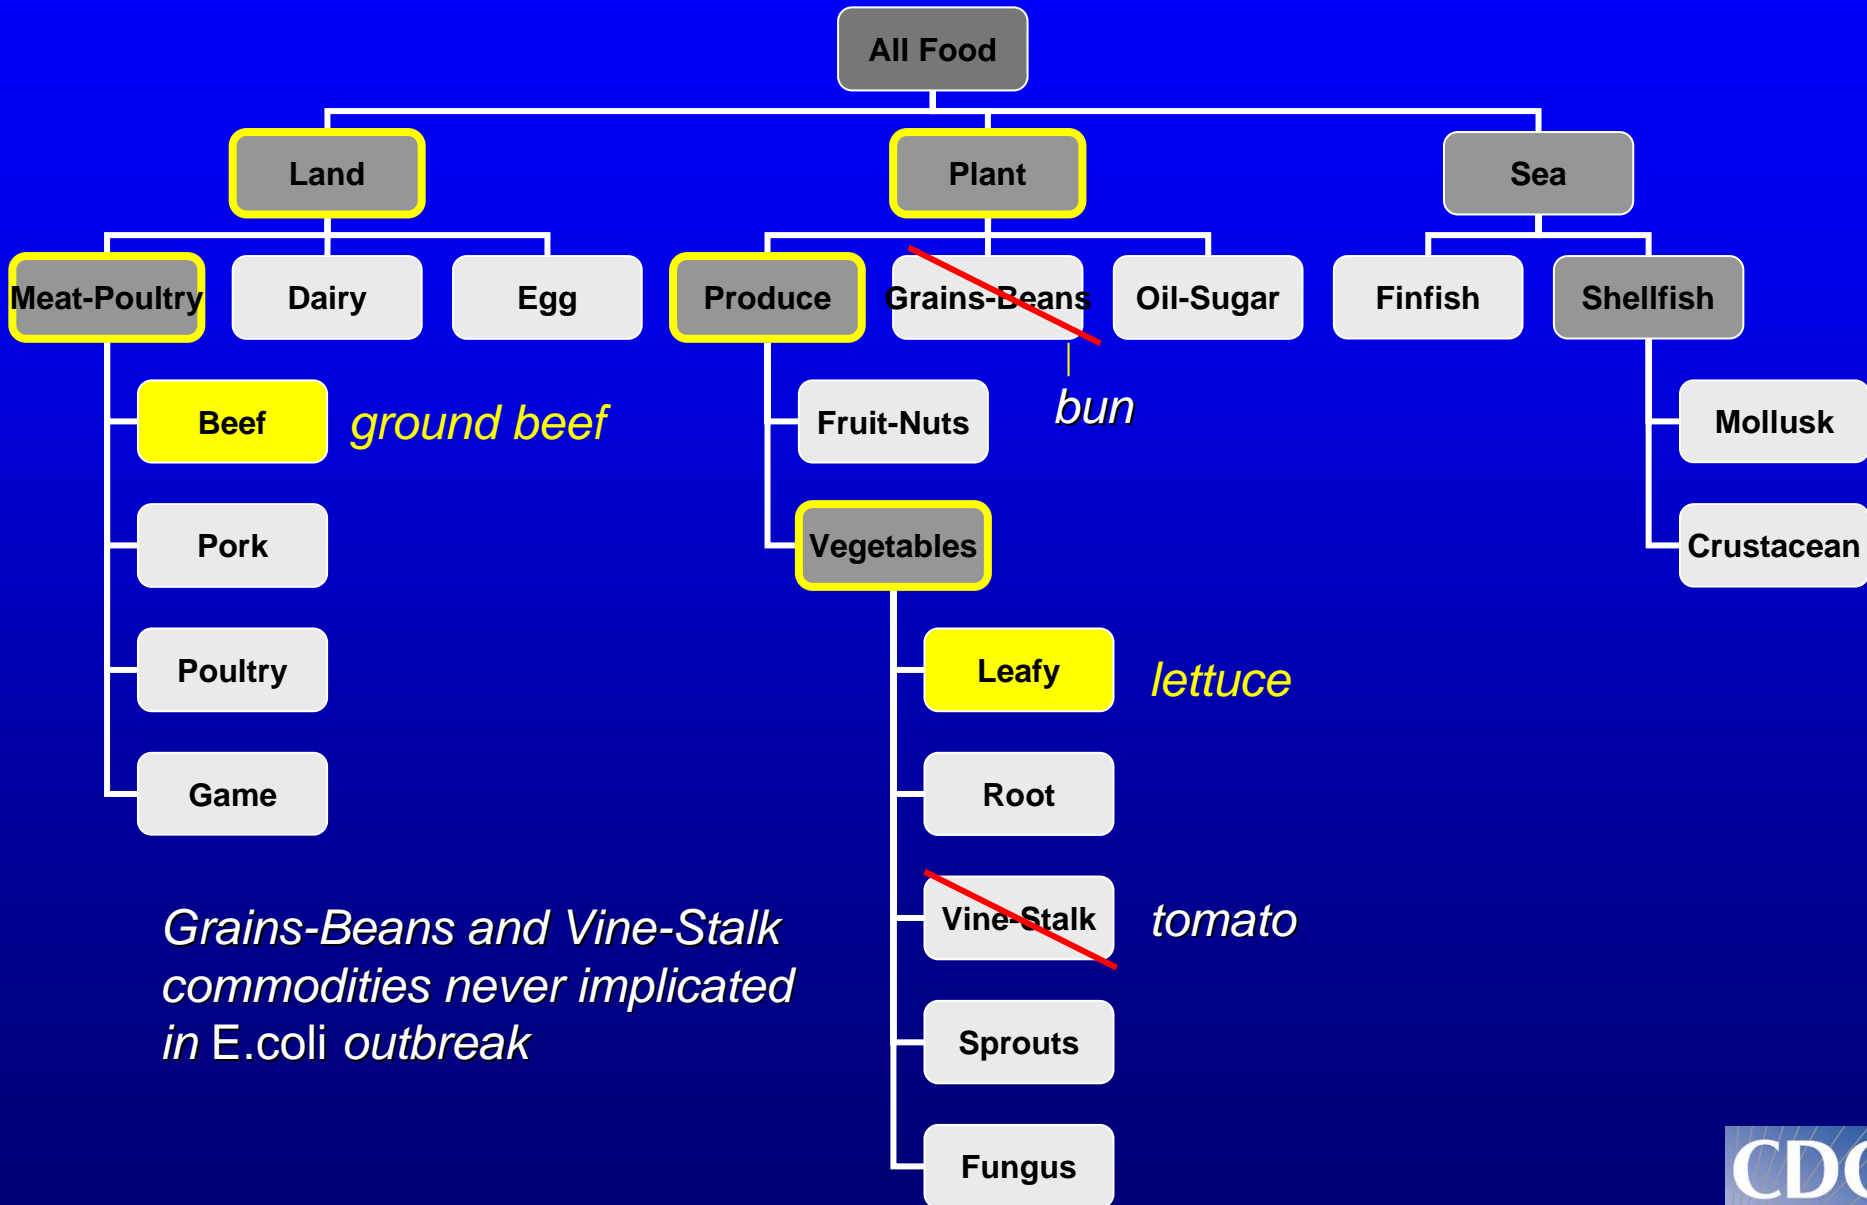 All Food
Land
Plant
Sea
Meat-Poultry
Dairy
Egg
Produce
Grains-Beans
Oil-Sugar
Finfish
Shellfish
Beef
ground beef
Fruit-Nuts
bun
Mollusk
Pork
Vegetables
Crustacean
Poultry
Leafy
lettuce
Game
Root
Vine-Stalk
tomato
Grains-Beans and Vine-Stalk
commodities never implicated
in E.coli outbreak
Sprouts
Fungus
CDC